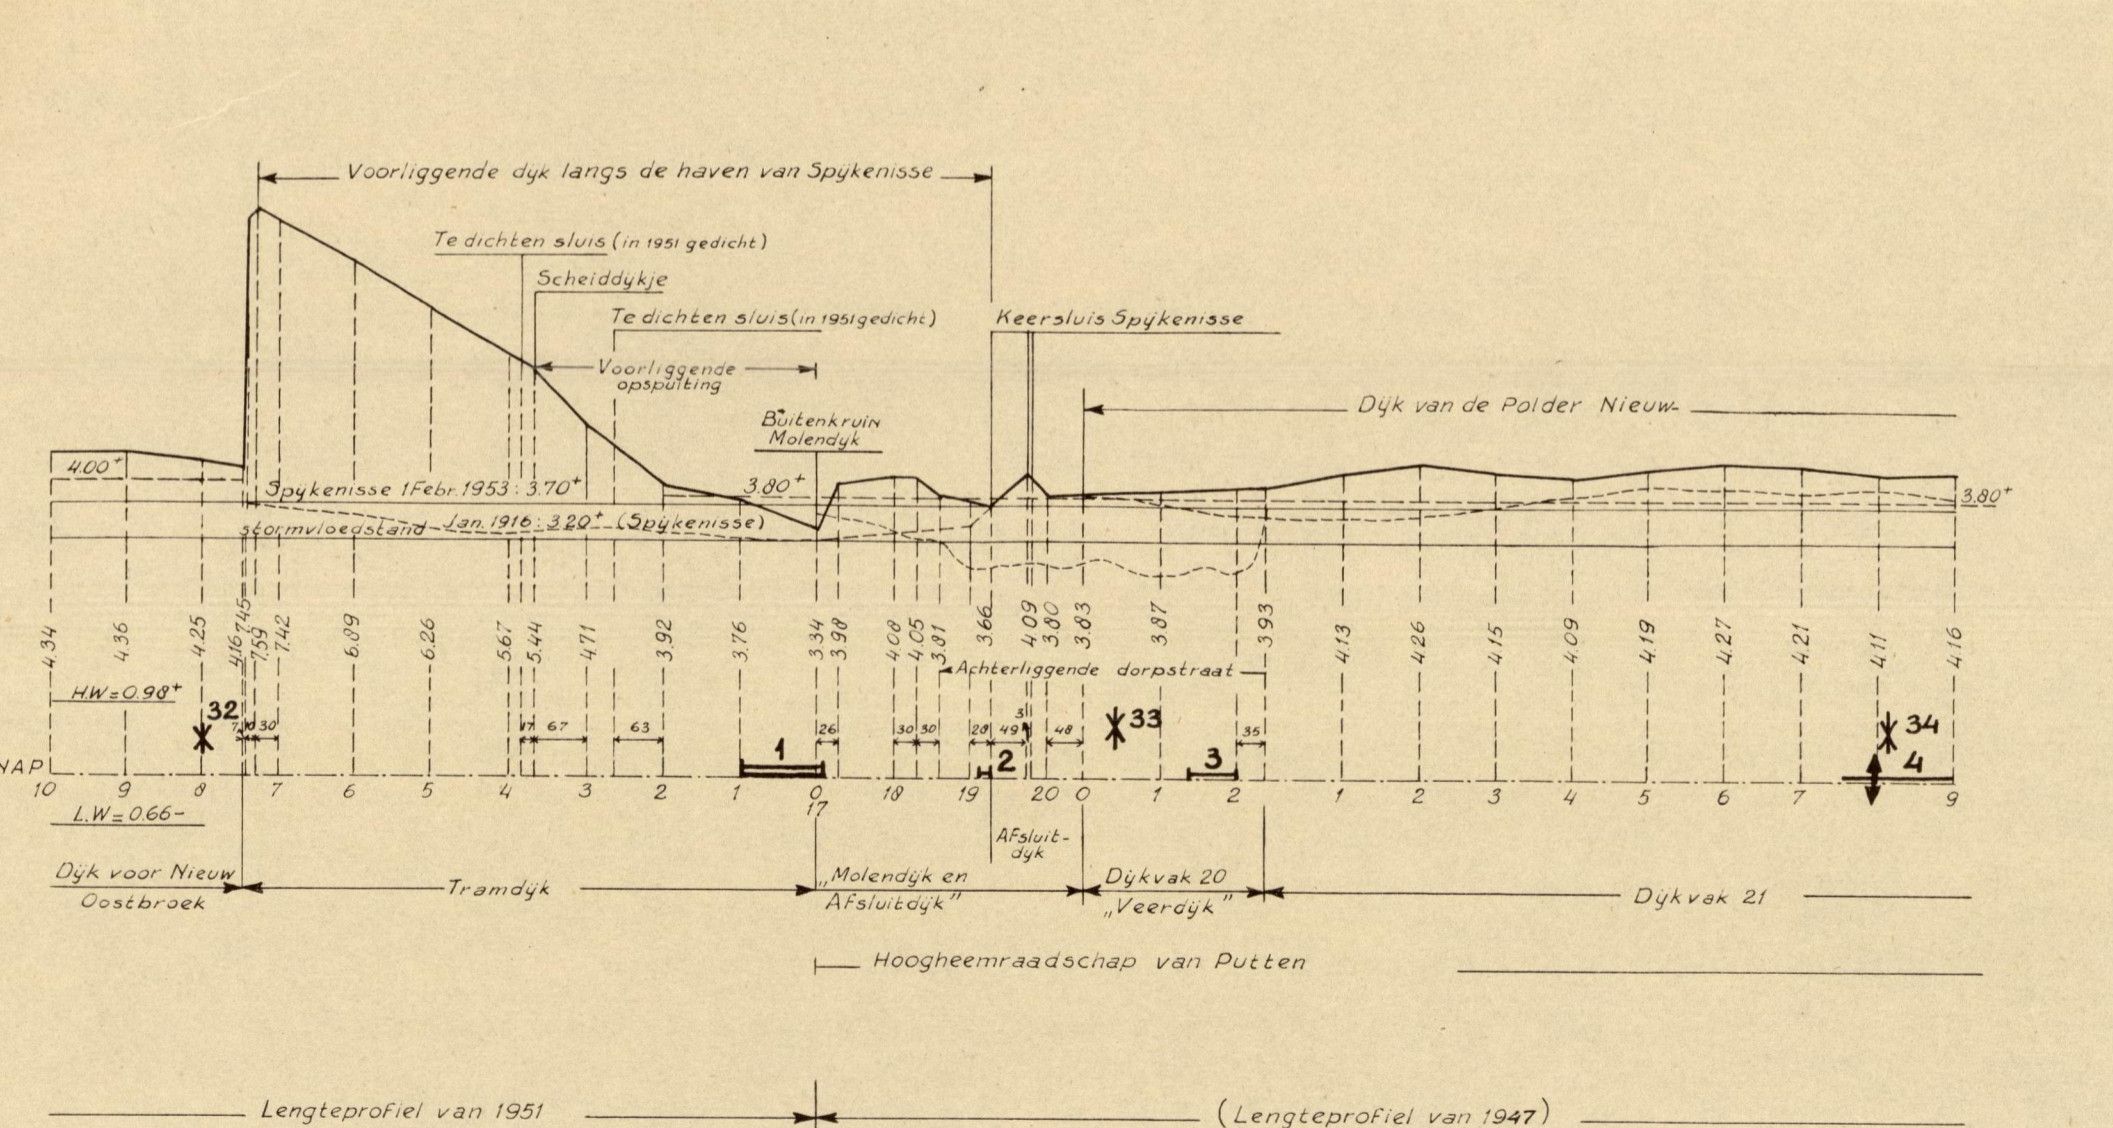 Voorliggende dijk langs de haven van Spijkenisse
Te dichten sluis (in 1951 gedicht)
Scheiddijkje
Te dichten sluis (in 1951 gedicht)
Keersluis Spijkenisse
Voorliggende
opspuiting
Buitenkruin
Molendijk
Dijk van de Polder Nieuw-
4.00+
Spijkenisse 1 Febr. 1953 : 3.70+
3.80+
3.80+
stormvloedstand Jan. 1916 : 3.20+ (Spijkenisse)
4.34 4.36 4.25 4.16 7.45 7.59 7.42 6.89 6.26 5.67 5.44 4.71 3.92 3.76 3.34 3.98 4.08 4.05 3.81 3.66 4.09 3.80 3.83 3.87 3.93 4.13 4.26 4.15 4.09 4.19 4.27 4.21 4.11 4.16
Achterliggende dorpstraat
H.W=0.98+
32 33 34
7 30 17 67 63 26 30 30 28 49 3 48 35
1 2 3 4
NAP
10 9 8 7 6 5 4 3 2 1 0 18 19 20 0 1 2 1 2 3 4 5 6 7 9
17
L.W=0.66-
Afsluit-
dijk
Dijk voor Nieuw
Oostbroek
Tramdijk
„Molendijk en
Afsluitdijk”
Dijkvak 20
„Veerdijk”
Dijkvak 21
Hoogheemraadschap van Putten
Lengteprofiel van 1951
(Lengteprofiel van 1947)